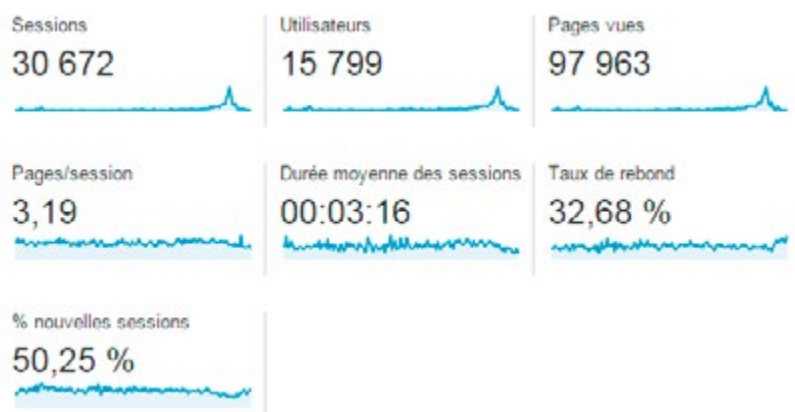 Sessions
30 672
Utilisateurs
15 799
Pages vues
97 963
Pages/session
3,19
Durée moyenne des sessions
00:03:16
Taux de rebond
32,68 %
% nouvelles sessions
50,25 %